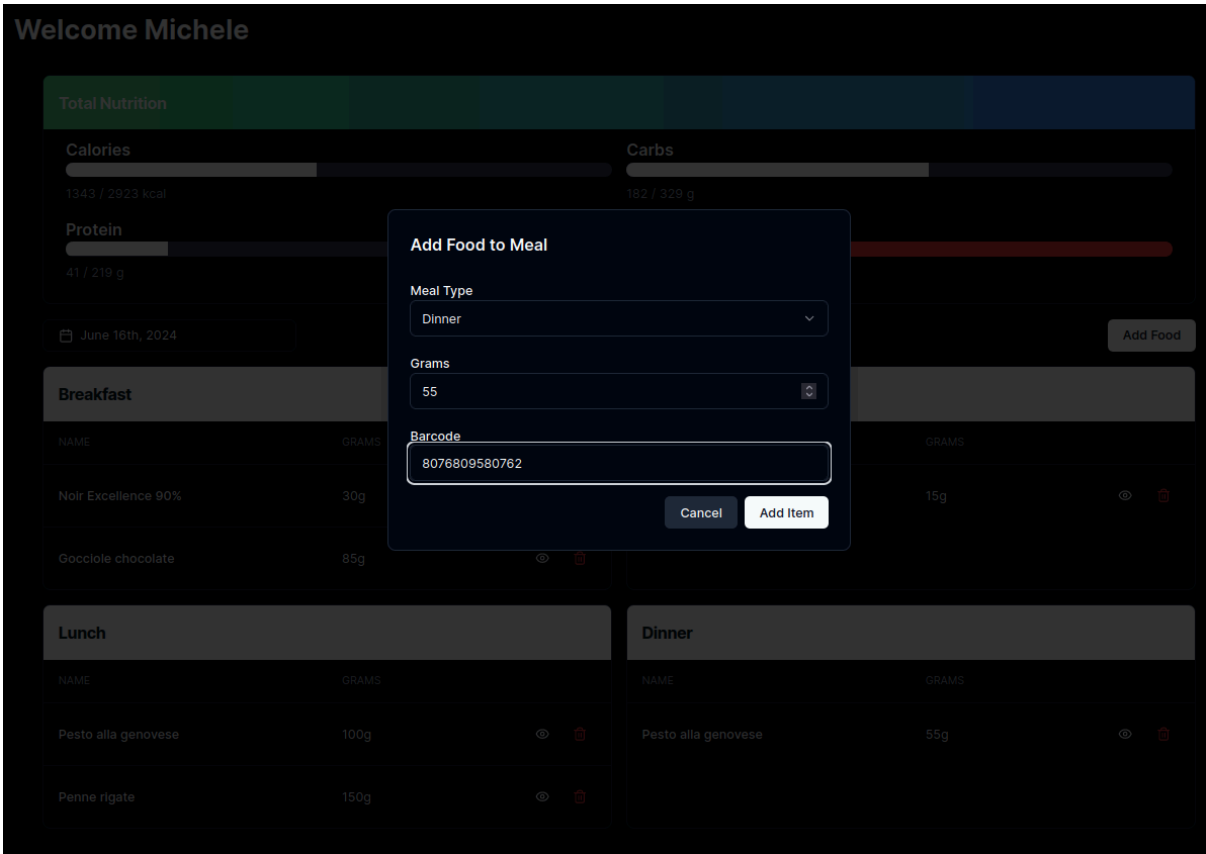 Welcome Michele
Total Nutrition
Calories
1343 / 2923 kcal
Carbs
182 / 329 g
Protein
41 / 219 g
June 16th, 2024
Add Food
Add Food to Meal
Meal Type
Dinner
Grams
55
Barcode
8076809580762
Cancel
Add Item
Breakfast
NAME GRAMS
Noir Excellence 90% 30g
Gocciole chocolate 85g
GRAMS
15g
Lunch
NAME GRAMS
Pesto alla genovese 100g
Penne rigate 150g
Dinner
NAME GRAMS
Pesto alla genovese 55g